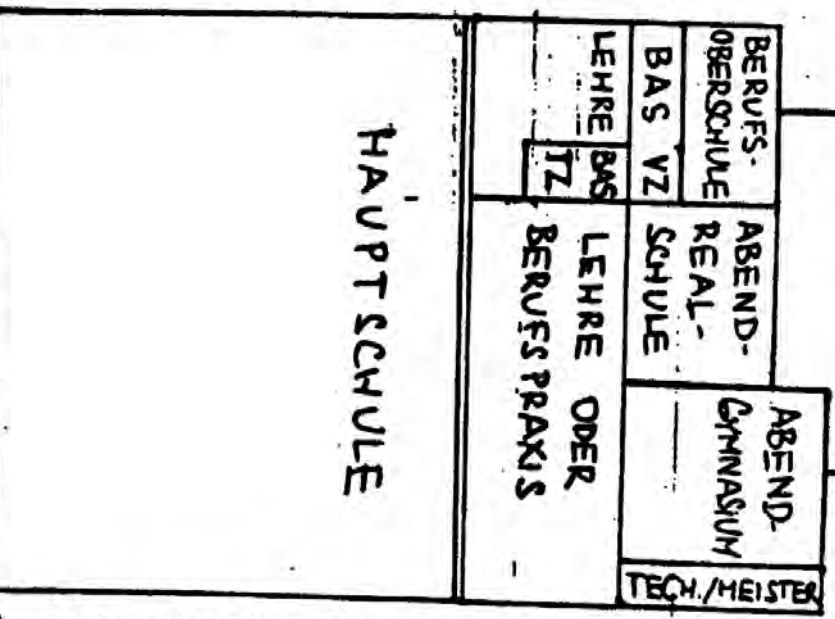 BERUFS-
OBERSCHULE
BAS VZ
LEHRE
BAS
TZ
ABEND-
REAL-
SCHULE
LEHRE ODER
BERUFSPRAXIS
ABEND-
GYMNASIUM
TECH./MEISTER
HAUPTSCHULE